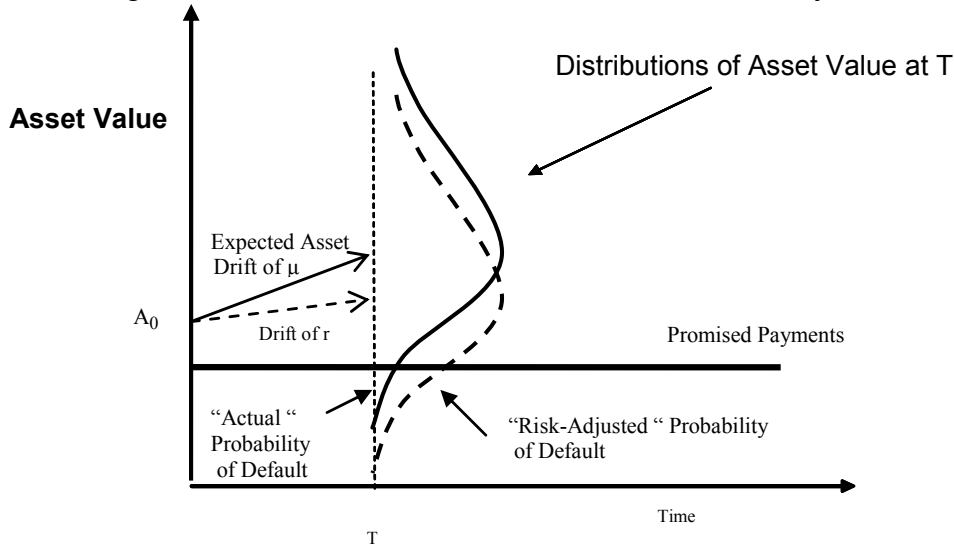 Distributions of Asset Value at T
Asset Value
Expected Asset
Drift of μ
A0
Drift of r
Promised Payments
“Actual “
Probability
of Default
“Risk-Adjusted “ Probability
of Default
Time
T